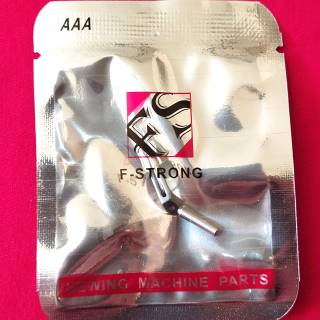 AAA
FS
F-STRONG
SEWING MACHINE PARTS